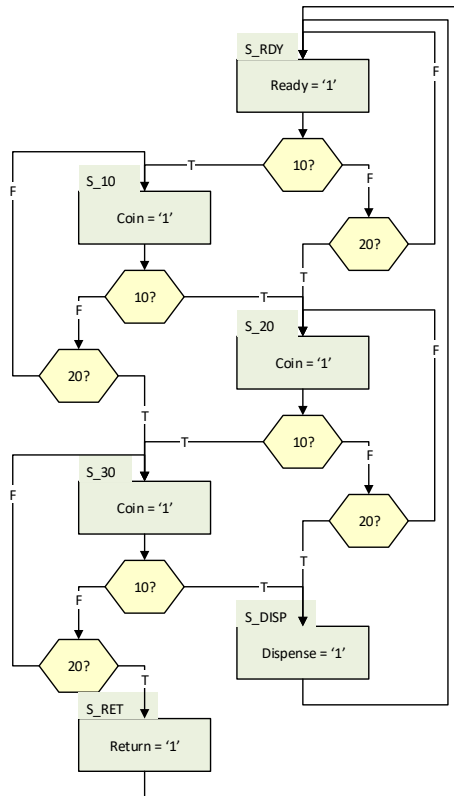 S_RDY
Ready = ‘1’
F
10?
T
F
S_10
F
Coin = ‘1’
20?
T
10?
T
F
S_20
F
20?
Coin = ‘1’
T
10?
T
F
S_30
F
Coin = ‘1’
20?
T
10?
T
F
S_DISP
20?
Dispense = ‘1’
T
S_RET
Return = ‘1’